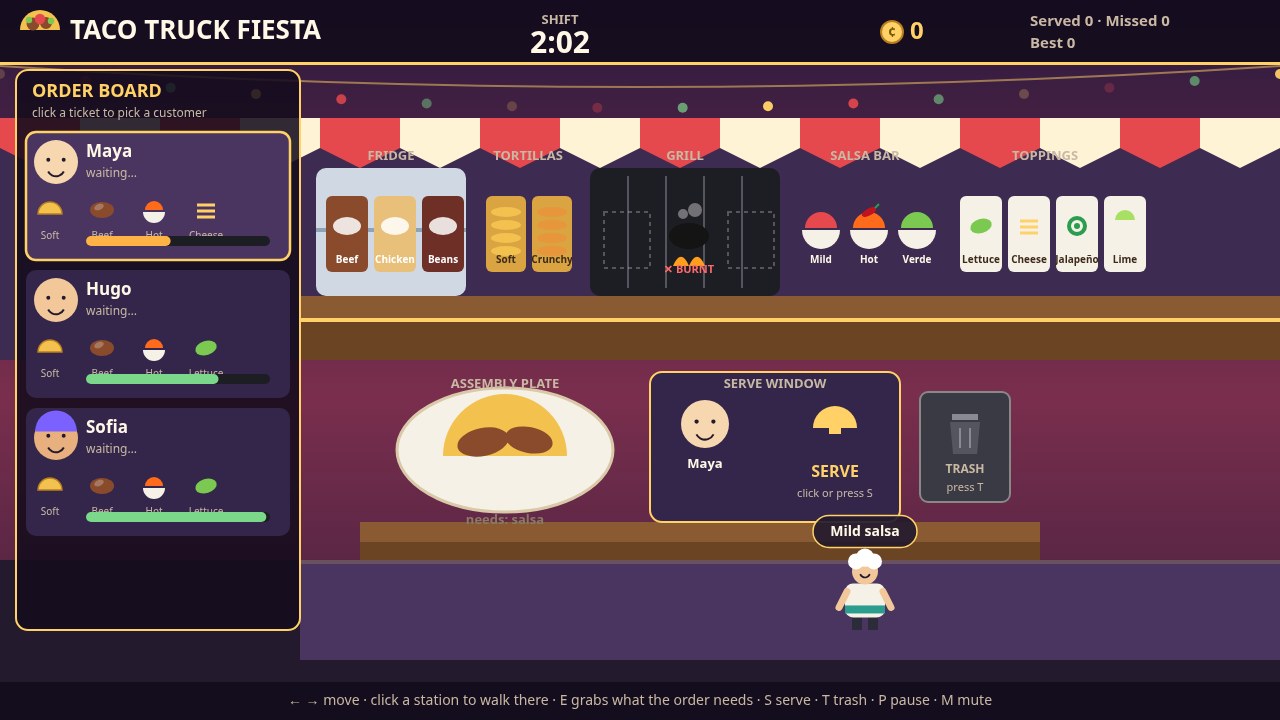 TACO TRUCK FIESTA
SHIFT
2:02
¢ 0
Served 0 · Missed 0
Best 0
ORDER BOARD
click a ticket to pick a customer
Maya
waiting...
Soft Beef Hot Cheese
Hugo
waiting...
Soft Beef Hot Lettuce
Sofia
waiting...
Soft Beef Hot Lettuce
FRIDGE TORTILLAS GRILL SALSA BAR TOPPINGS
Beef Chicken Beans Soft Crunchy Mild Hot Verde Lettuce Cheese Jalapeño Lime
✕ BURNT
ASSEMBLY PLATE
needs: salsa
SERVE WINDOW
Maya
SERVE
click or press S
TRASH
press T
Mild salsa
← → move · click a station to walk there · E grabs what the order needs · S serve · T trash · P pause · M mute